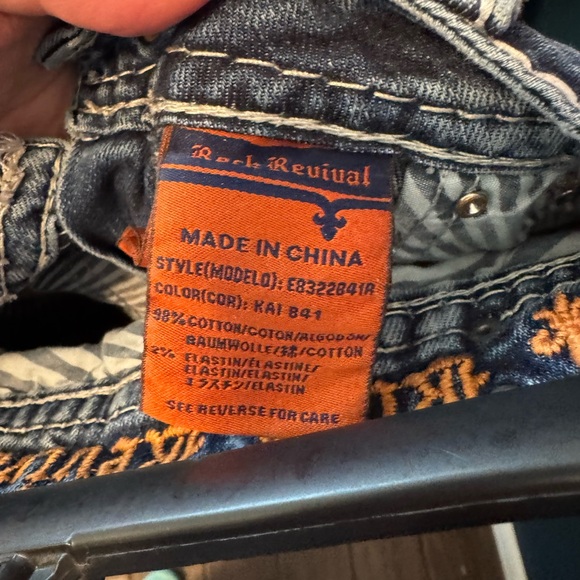 Rock Revival
MADE IN CHINA
STYLE(MODELO): E8322B41R
COLOR(COR): KAI B41
98% COTTON/COTON/ALGODON/
BAUMWOLLE/棉/COTTON
2% ELASTIN/ÉLASTINE/
ELASTIN/ELASTIN/
エラスチン/ELASTIN
SEE REVERSE FOR CARE